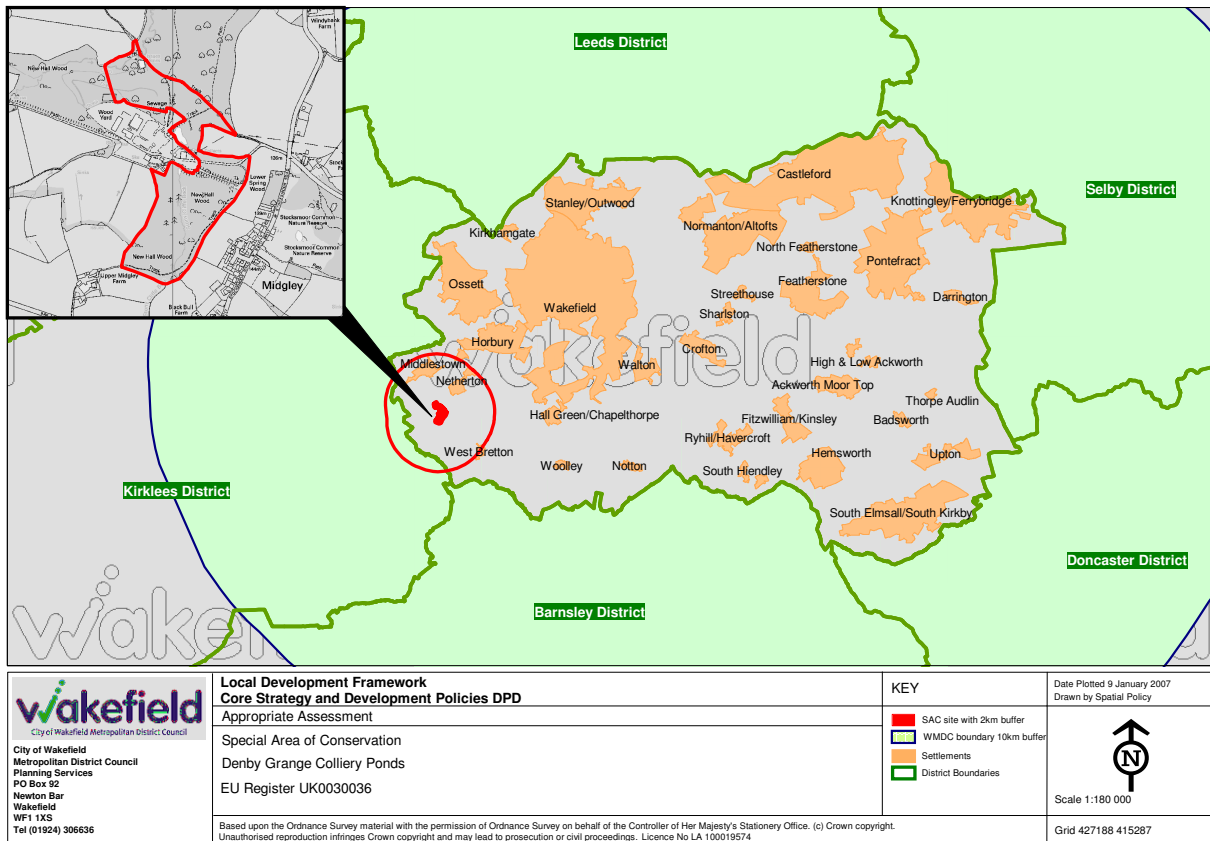 Leeds District
Selby District
Kirklees District
Barnsley District
Doncaster District
Castleford
Knottingley/Ferrybridge
Stanley/Outwood
Normanton/Altofts
Kirkhamgate
North Featherstone
Pontefract
Ossett
Featherstone
Streethouse
Darrington
Wakefield
Sharlston
Horbury
Crofton
Middlestown
Walton
High & Low Ackworth
Netherton
Ackworth Moor Top
Thorpe Audlin
Hall Green/Chapelthorpe
Fitzwilliam/Kinsley
Badsworth
Ryhill/Havercroft
West Bretton
Hemsworth
Upton
Woolley
Notton
South Hiendley
South Elmsall/South Kirkby
wakefield
Windyhank
Farm
New Hall Wood
Sewage
Wood
Yard
136m
Lower
Spring
Wood
New Hall
Wood
Stocksmoor Common
Nature Reserve
Stocksmoor Common
Nature Reserve
New Hall Wood
Upper Midgley
Farm
Midgley
Black Bull
Farm
wakefield
City of Wakefield Metropolitan District Council
City of Wakefield
Metropolitan District Council
Planning Services
PO Box 92
Newton Bar
Wakefield
WF1 1XS
Tel (01924) 306636
Local Development Framework
Core Strategy and Development Policies DPD
Appropriate Assessment
Special Area of Conservation
Denby Grange Colliery Ponds
EU Register UK0030036
Based upon the Ordnance Survey material with the permission of Ordnance Survey on behalf of the Controller of Her Majesty's Stationery Office. (c) Crown copyright.
Unauthorised reproduction infringes Crown copyright and may lead to prosecution or civil proceedings. Licence No LA 100019574
KEY
SAC site with 2km buffer
WMDC boundary 10km buffer
Settlements
District Boundaries
Date Plotted 9 January 2007
Drawn by Spatial Policy
N
Scale 1:180 000
Grid 427188 415287